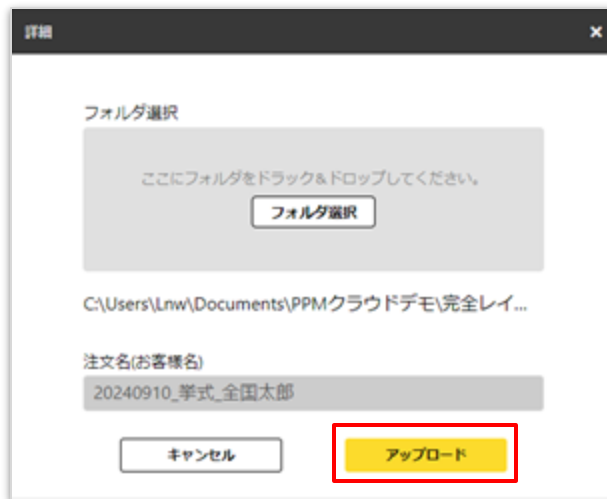 詳細 ×
フォルダ選択
ここにフォルダをドラック&ドロップしてください。
フォルダ選択
C:\Users\Lnw\Documents\PPMクラウドデモ\完全レイ...
注文名(お客様名)
20240910_挙式_全国太郎
キャンセル アップロード